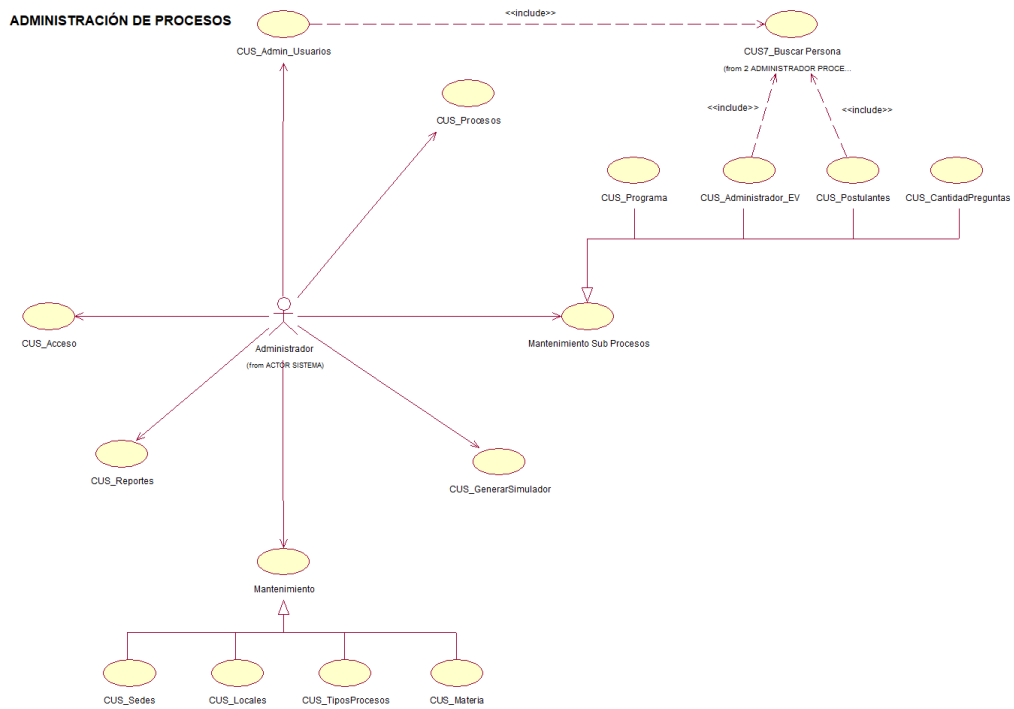 ADMINISTRACIÓN DE PROCESOS
<<include>>
CUS_Admin_Usuarios
CUS7_Buscar Persona
(from 2 ADMINISTRADOR PROCE...
CUS_Procesos
<<include>>
<<include>>
CUS_Programa
CUS_Administrador_EV
CUS_Postulantes
CUS_CantidadPreguntas
CUS_Acceso
Administrador
(from ACTOR SISTEMA)
Mantenimiento Sub Procesos
CUS_Reportes
CUS_GenerarSimulador
Mantenimiento
CUS_Sedes
CUS_Locales
CUS_TiposProcesos
CUS_Materia